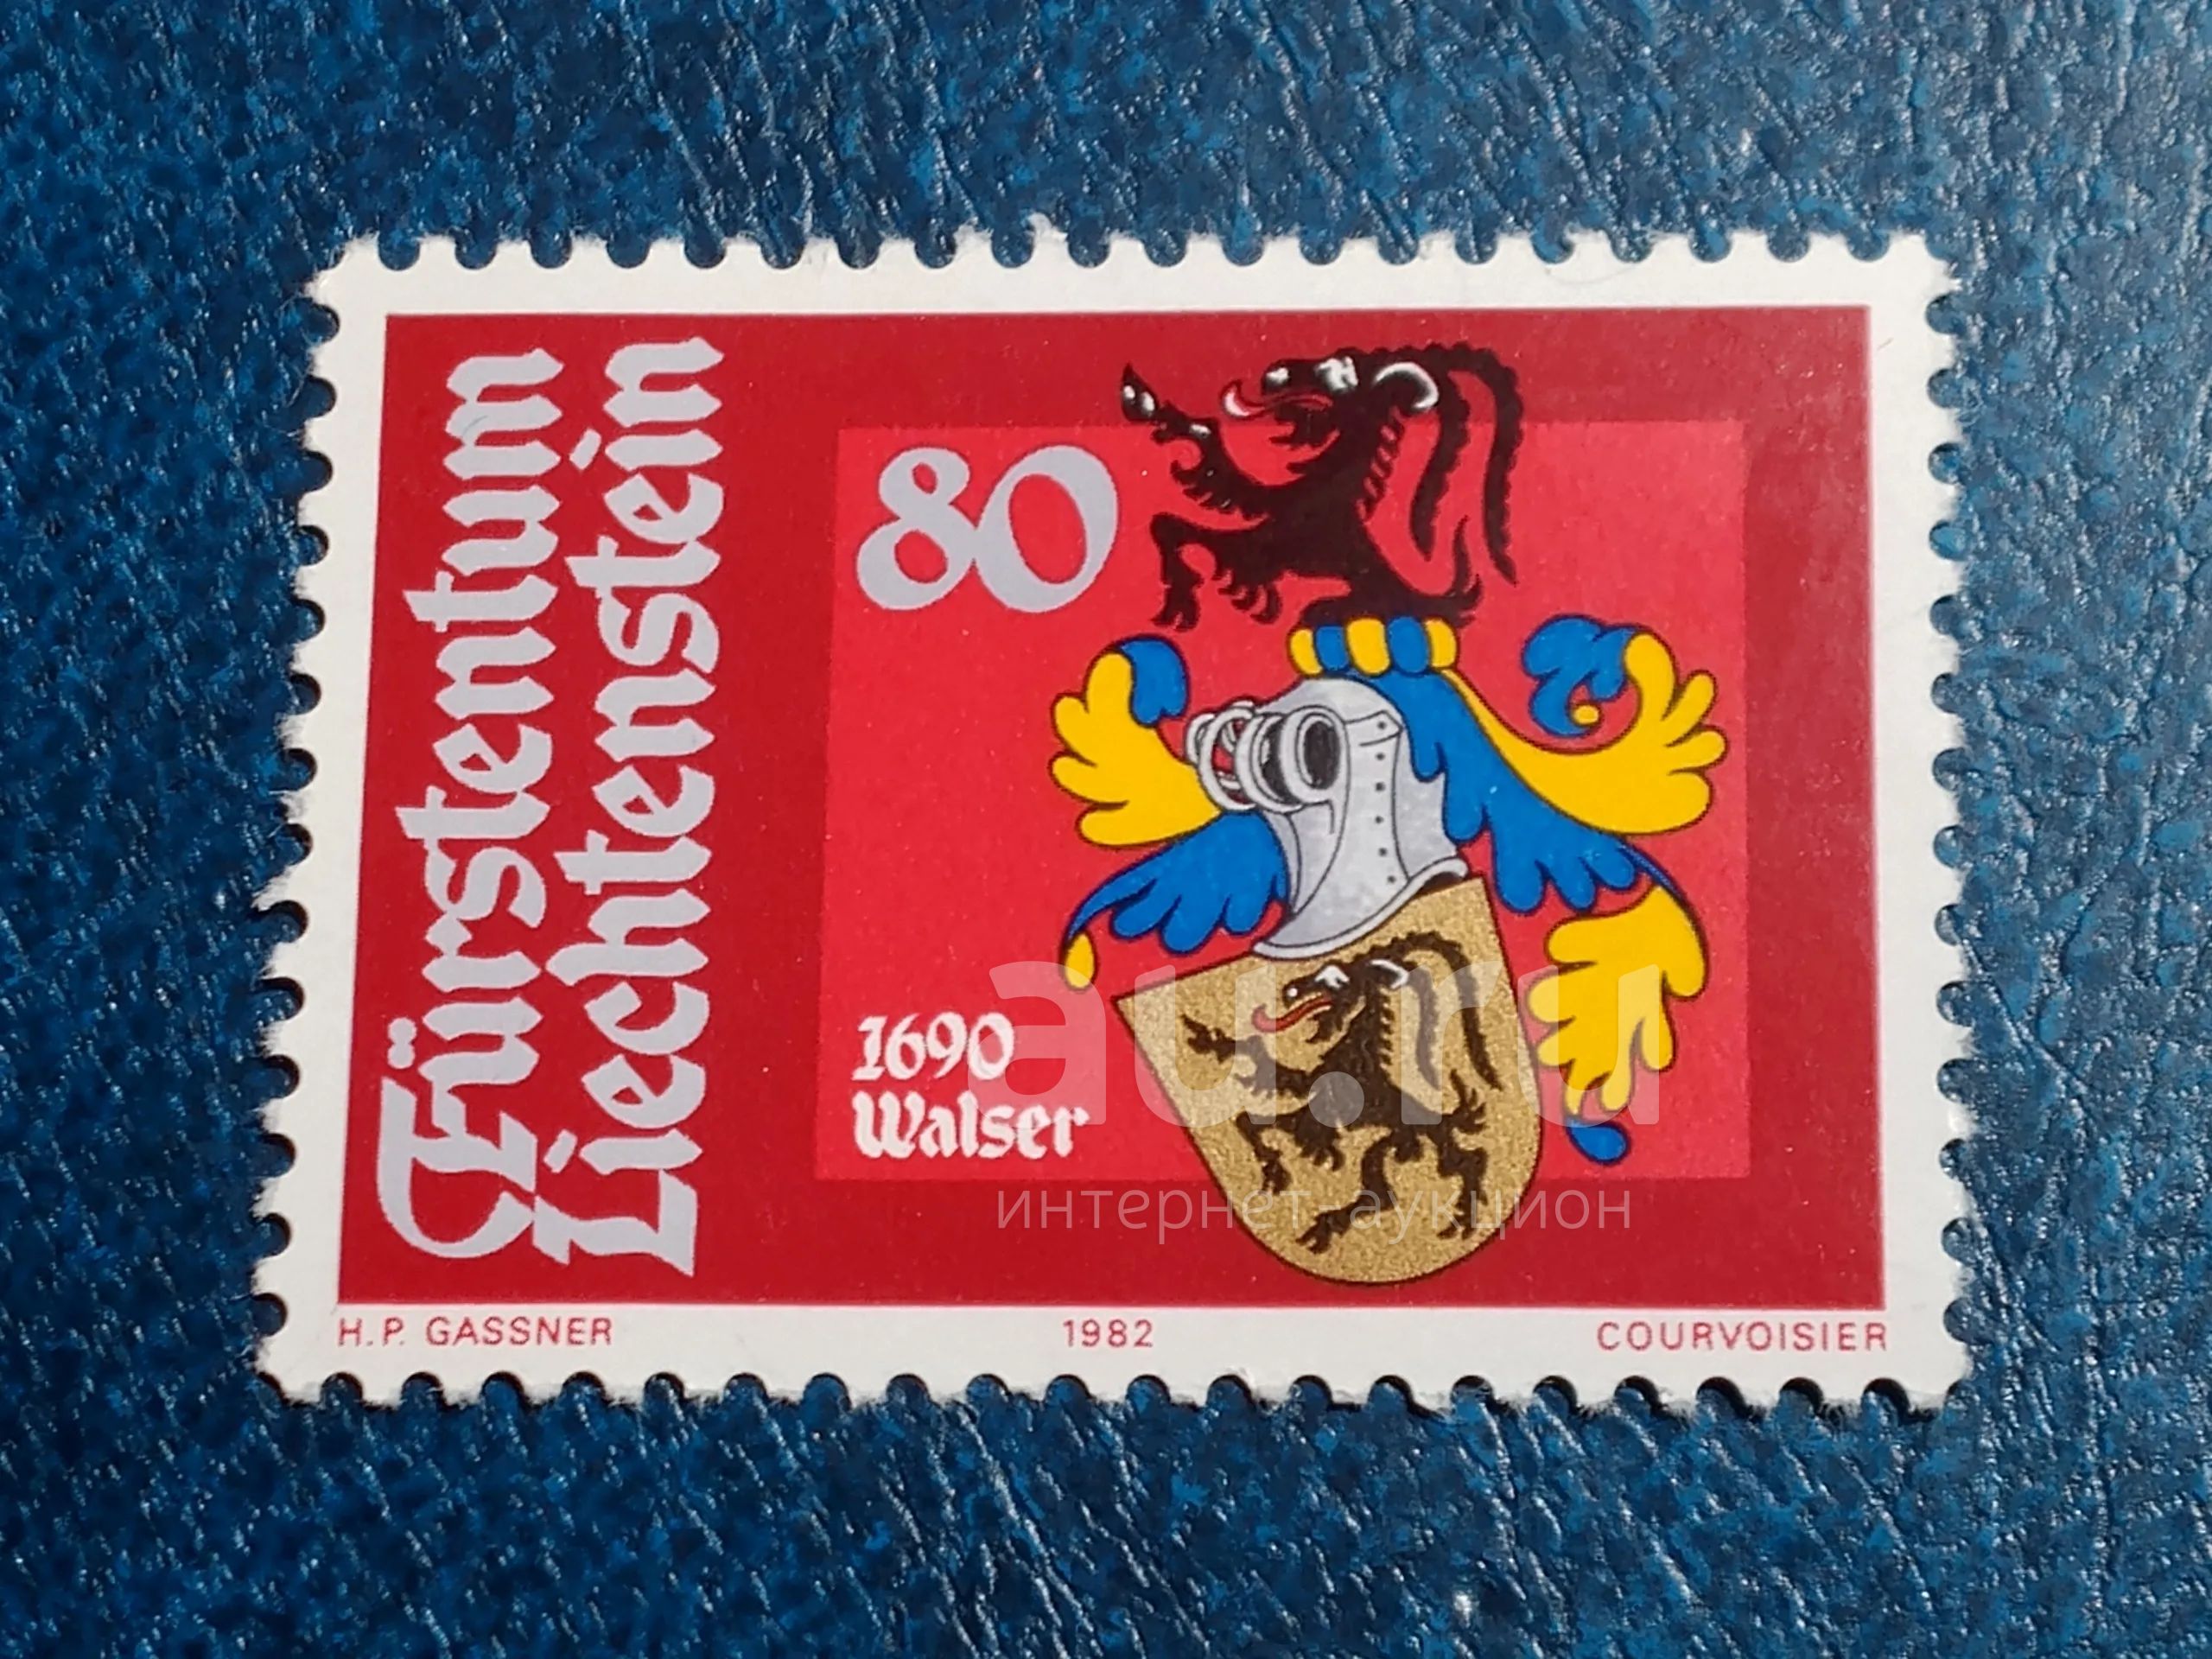 Fürstentum
Liechtenstein
80
1690
Walser
H.P. GASSNER
1982
COURVOISIER
au.ru
интернет аукцион